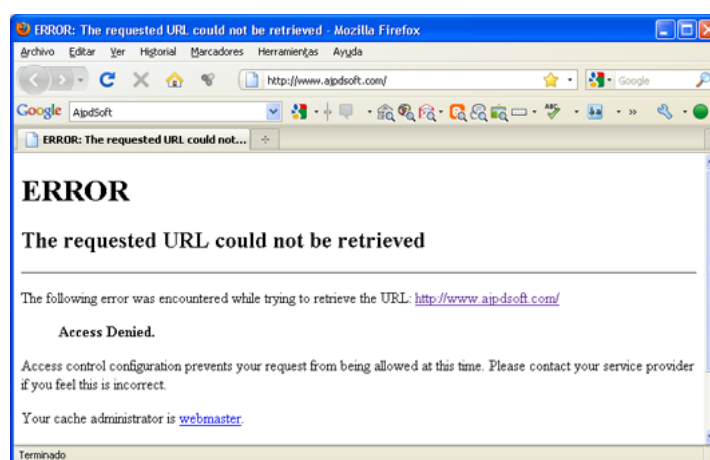 ERROR: The requested URL could not be retrieved - Mozilla Firefox
Archivo Editar Ver Historial Marcadores Herramientas Ayuda
http://www.ajpdsoft.com/ Google
Google AjpdSoft
ERROR: The requested URL could not...
ERROR
The requested URL could not be retrieved
The following error was encountered while trying to retrieve the URL: http://www.ajpdsoft.com/
Access Denied.
Access control configuration prevents your request from being allowed at this time. Please contact your service provider
if you feel this is incorrect.
Your cache administrator is webmaster.
Terminado